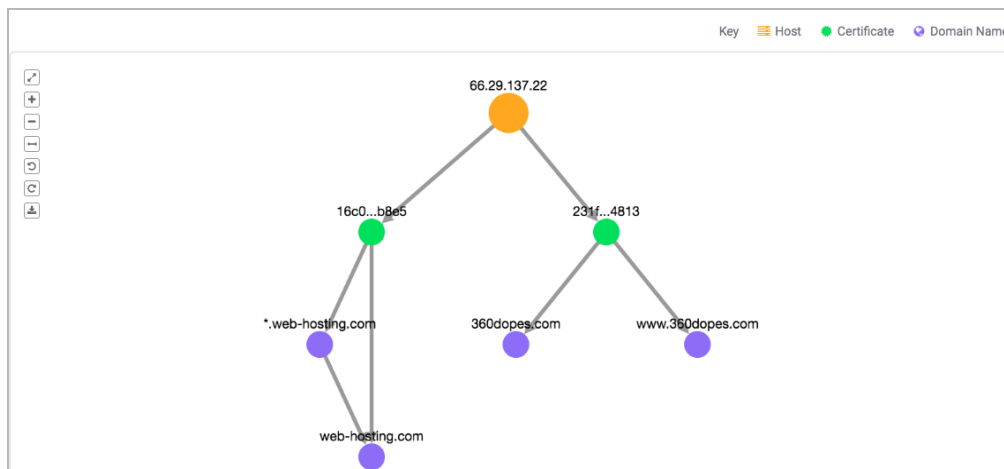 Key Host Certificate Domain Name
66.29.137.22
16c0...b8e5 231f...4813
*.web-hosting.com 360dopes.com www.360dopes.com
web-hosting.com